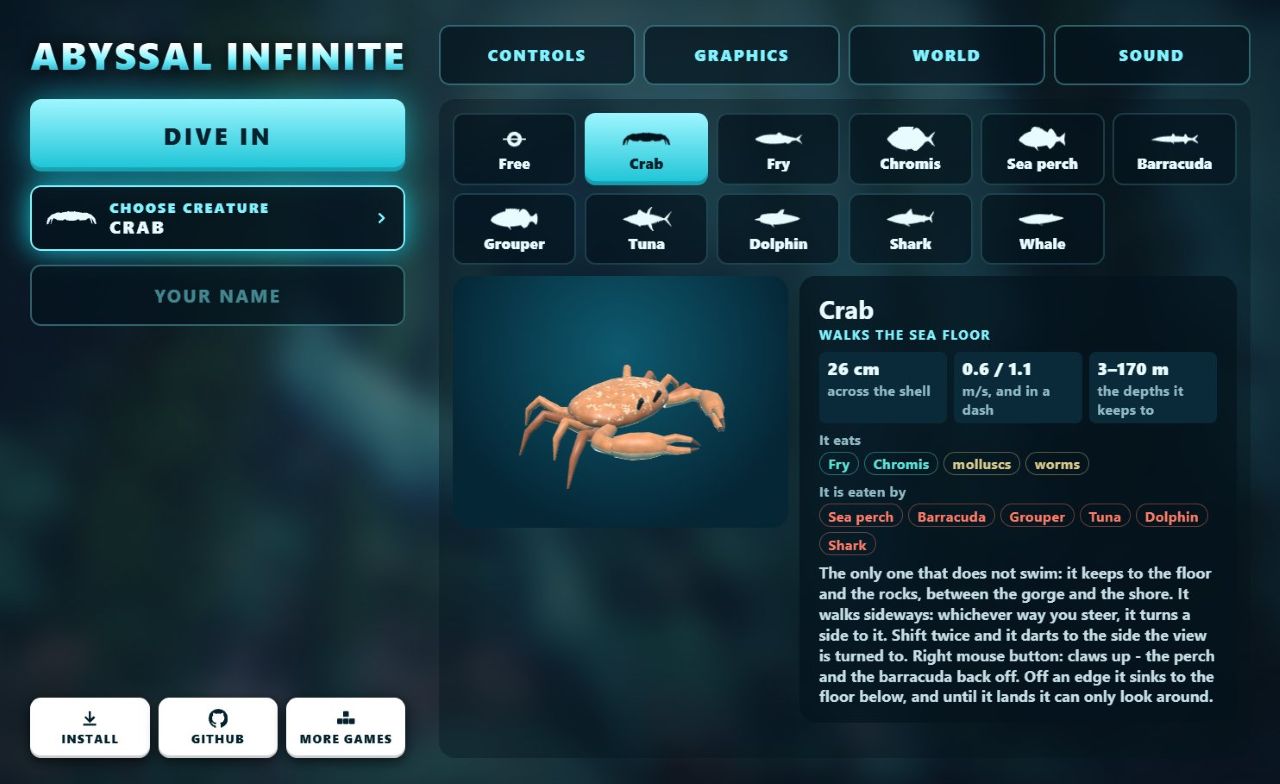 ABYSSAL INFINITE
DIVE IN
CHOOSE CREATURE
CRAB
YOUR NAME
INSTALL
GITHUB
MORE GAMES
CONTROLS
GRAPHICS
WORLD
SOUND
Free
Crab
Fry
Chromis
Sea perch
Barracuda
Grouper
Tuna
Dolphin
Shark
Whale
Crab
WALKS THE SEA FLOOR
26 cm
across the shell
0.6 / 1.1
m/s, and in a
dash
3–170 m
the depths it
keeps to
It eats
Fry
Chromis
molluscs
worms
It is eaten by
Sea perch
Barracuda
Grouper
Tuna
Dolphin
Shark
The only one that does not swim: it keeps to the floor
and the rocks, between the gorge and the shore. It
walks sideways: whichever way you steer, it turns a
side to it. Shift twice and it darts to the side the view
is turned to. Right mouse button: claws up - the perch
and the barracuda back off. Off an edge it sinks to the
floor below, and until it lands it can only look around.